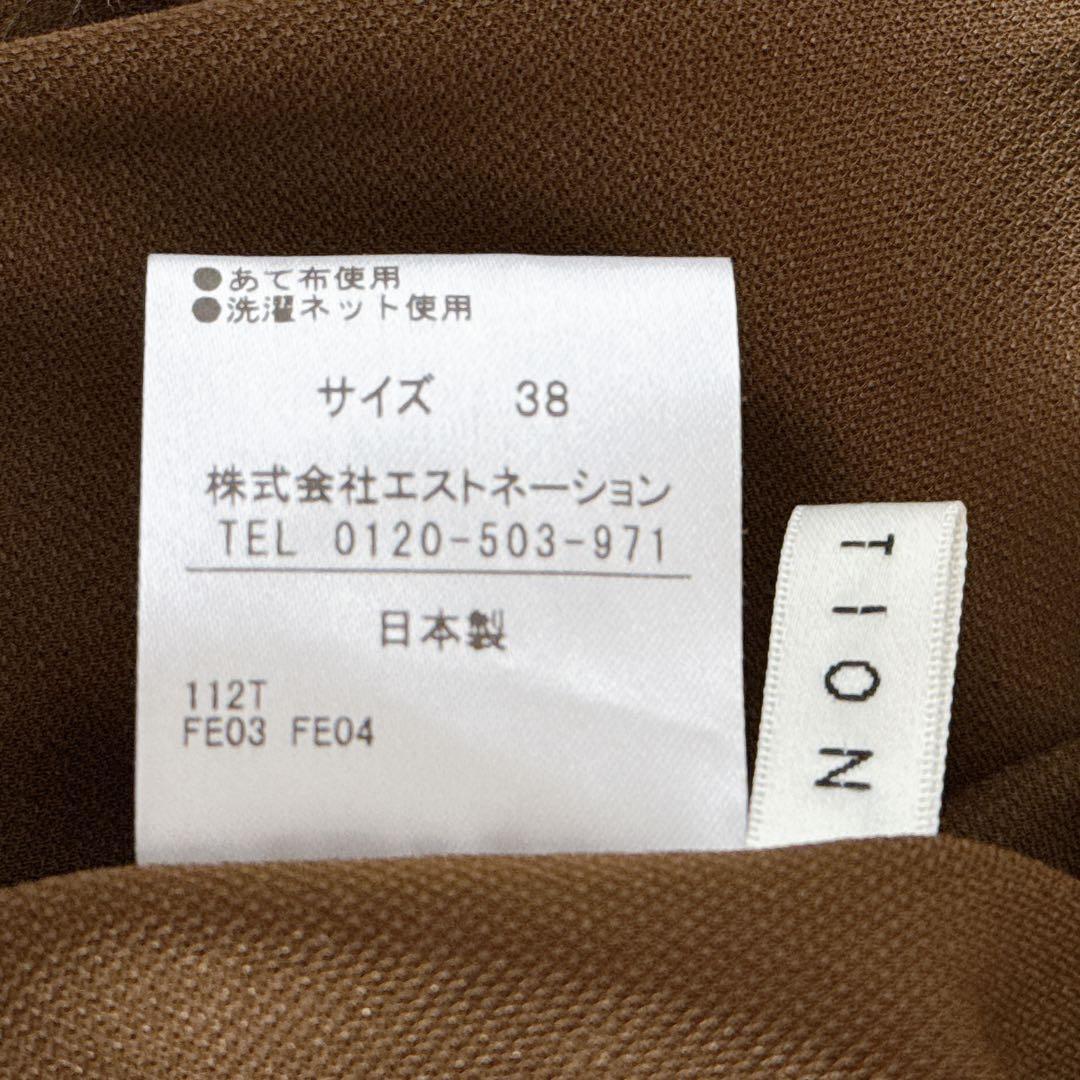 ●あて布使用
●洗濯ネット使用
サイズ 38
株式会社エストネーション
TEL 0120-503-971
日本製
112T
FE03 FE04
TION